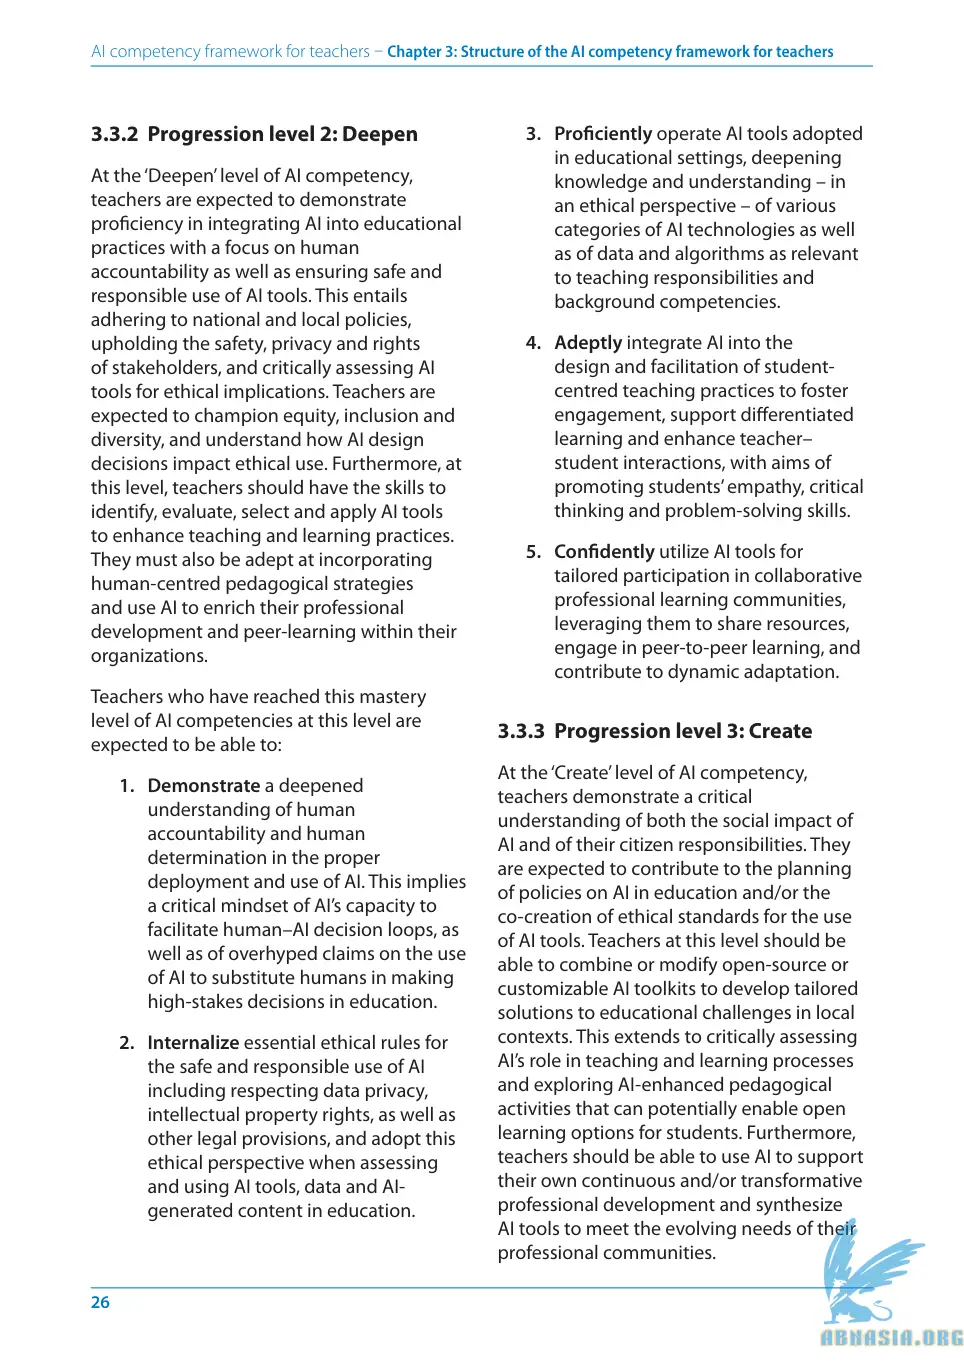 AI competency framework for teachers – Chapter 3: Structure of the AI competency framework for teachers
3.3.2 Progression level 2: Deepen
At the ‘Deepen’ level of AI competency,
teachers are expected to demonstrate
proficiency in integrating AI into educational
practices with a focus on human
accountability as well as ensuring safe and
responsible use of AI tools. This entails
adhering to national and local policies,
upholding the safety, privacy and rights
of stakeholders, and critically assessing AI
tools for ethical implications. Teachers are
expected to champion equity, inclusion and
diversity, and understand how AI design
decisions impact ethical use. Furthermore, at
this level, teachers should have the skills to
identify, evaluate, select and apply AI tools
to enhance teaching and learning practices.
They must also be adept at incorporating
human-centred pedagogical strategies
and use AI to enrich their professional
development and peer-learning within their
organizations.
Teachers who have reached this mastery
level of AI competencies at this level are
expected to be able to:
1. Demonstrate a deepened
understanding of human
accountability and human
determination in the proper
deployment and use of AI. This implies
a critical mindset of AI’s capacity to
facilitate human–AI decision loops, as
well as of overhyped claims on the use
of AI to substitute humans in making
high-stakes decisions in education.
2. Internalize essential ethical rules for
the safe and responsible use of AI
including respecting data privacy,
intellectual property rights, as well as
other legal provisions, and adopt this
ethical perspective when assessing
and using AI tools, data and AI-
generated content in education.
3. Proficiently operate AI tools adopted
in educational settings, deepening
knowledge and understanding – in
an ethical perspective – of various
categories of AI technologies as well
as of data and algorithms as relevant
to teaching responsibilities and
background competencies.
4. Adeptly integrate AI into the
design and facilitation of student-
centred teaching practices to foster
engagement, support differentiated
learning and enhance teacher–
student interactions, with aims of
promoting students’ empathy, critical
thinking and problem-solving skills.
5. Confidently utilize AI tools for
tailored participation in collaborative
professional learning communities,
leveraging them to share resources,
engage in peer-to-peer learning, and
contribute to dynamic adaptation.
3.3.3 Progression level 3: Create
At the ‘Create’ level of AI competency,
teachers demonstrate a critical
understanding of both the social impact of
AI and of their citizen responsibilities. They
are expected to contribute to the planning
of policies on AI in education and/or the
co-creation of ethical standards for the use
of AI tools. Teachers at this level should be
able to combine or modify open-source or
customizable AI toolkits to develop tailored
solutions to educational challenges in local
contexts. This extends to critically assessing
AI’s role in teaching and learning processes
and exploring AI-enhanced pedagogical
activities that can potentially enable open
learning options for students. Furthermore,
teachers should be able to use AI to support
their own continuous and/or transformative
professional development and synthesize
AI tools to meet the evolving needs of their
professional communities.
26
ABNASIA.ORG